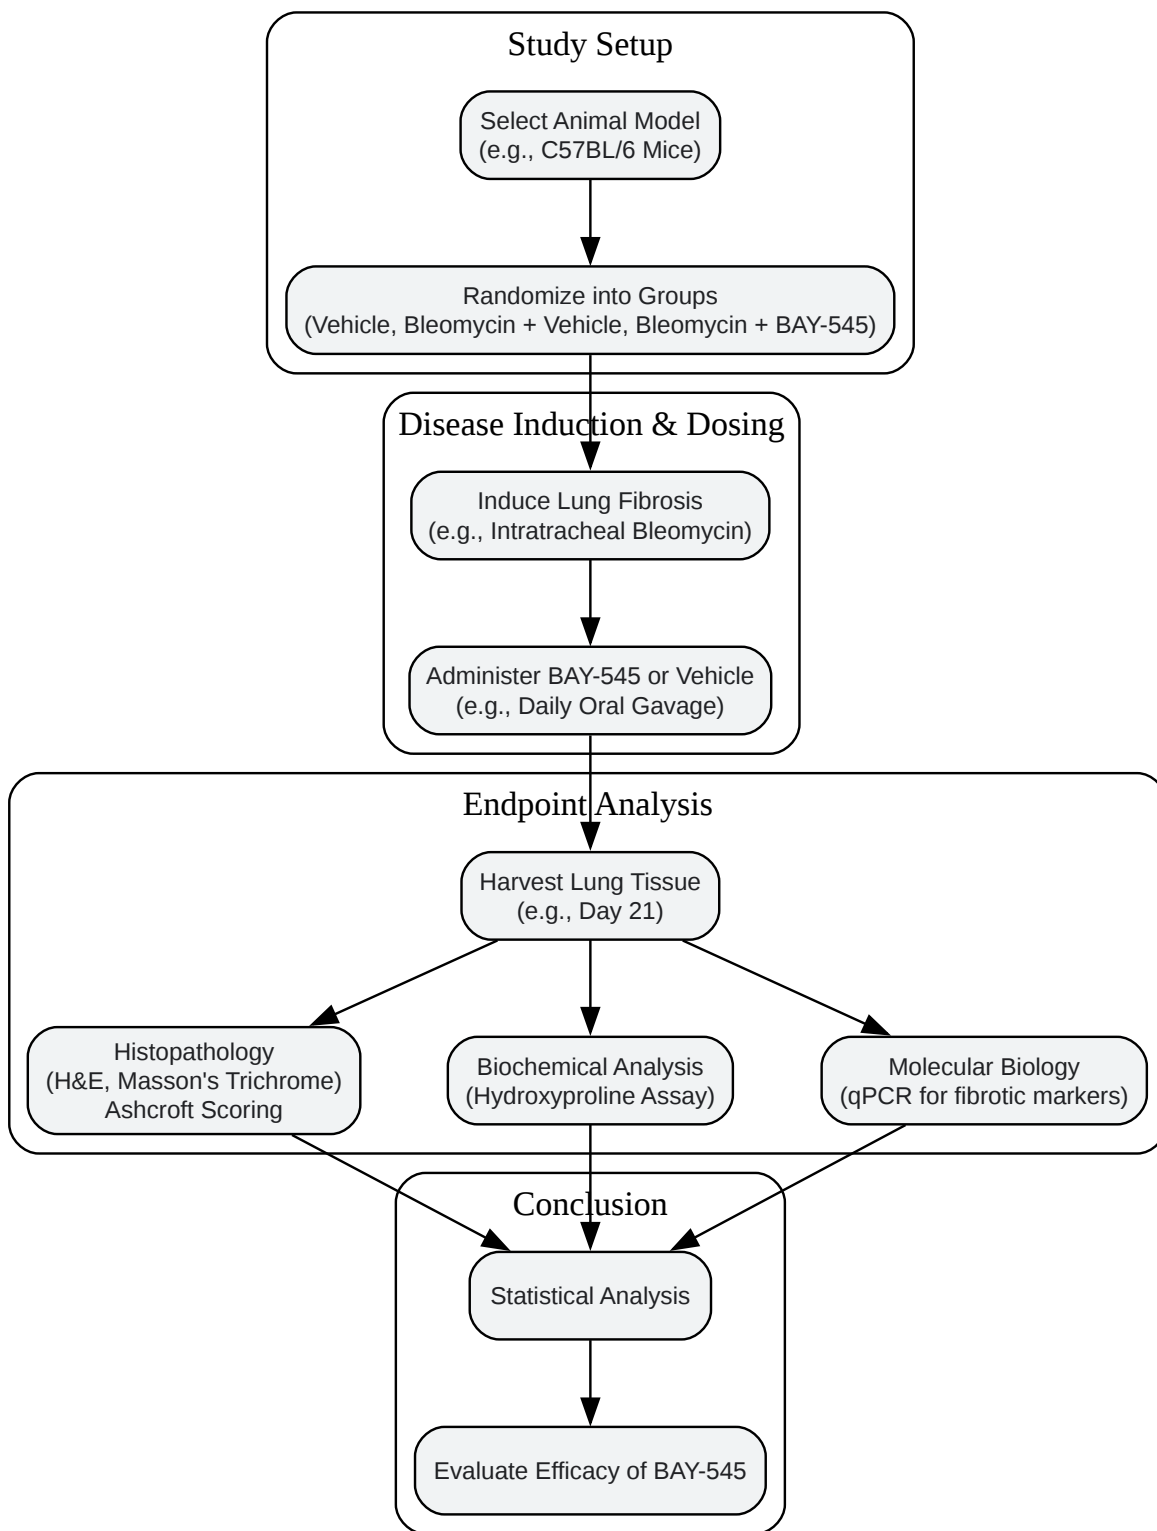 Study Setup
Select Animal Model
(e.g., C57BL/6 Mice)
Randomize into Groups
(Vehicle, Bleomycin + Vehicle, Bleomycin + BAY-545)
Disease Induction & Dosing
Induce Lung Fibrosis
(e.g., Intratracheal Bleomycin)
Administer BAY-545 or Vehicle
(e.g., Daily Oral Gavage)
Endpoint Analysis
Harvest Lung Tissue
(e.g., Day 21)
Histopathology
(H&E, Masson's Trichrome)
Ashcroft Scoring
Biochemical Analysis
(Hydroxyproline Assay)
Molecular Biology
(qPCR for fibrotic markers)
Conclusion
Statistical Analysis
Evaluate Efficacy of BAY-545